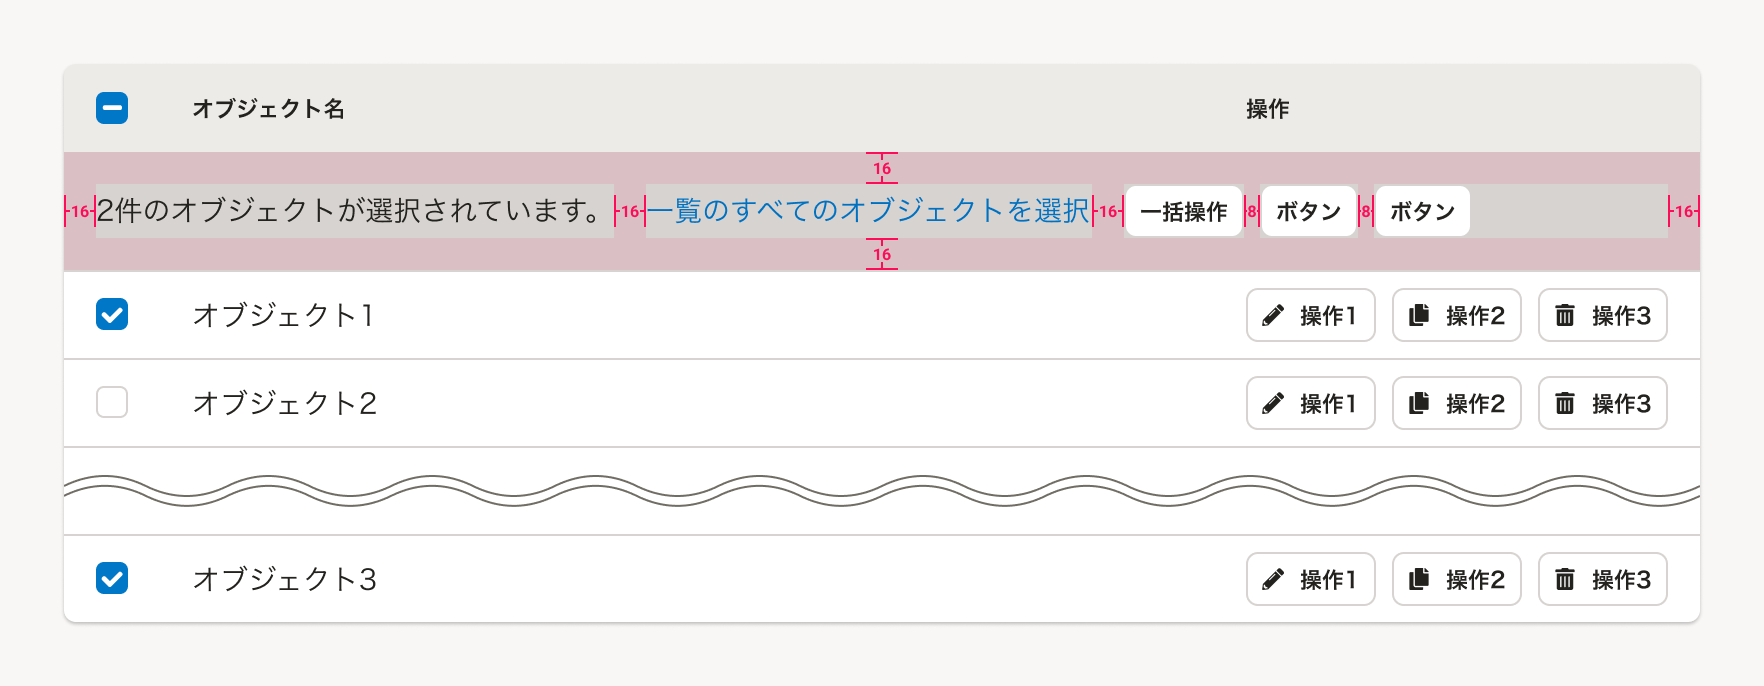 オブジェクト名 操作
16
16 2件のオブジェクトが選択されています。 16 一覧のすべてのオブジェクトを選択 16 一括操作 8 ボタン 8 ボタン 16
16
オブジェクト1 操作1 操作2 操作3
オブジェクト2 操作1 操作2 操作3
オブジェクト3 操作1 操作2 操作3